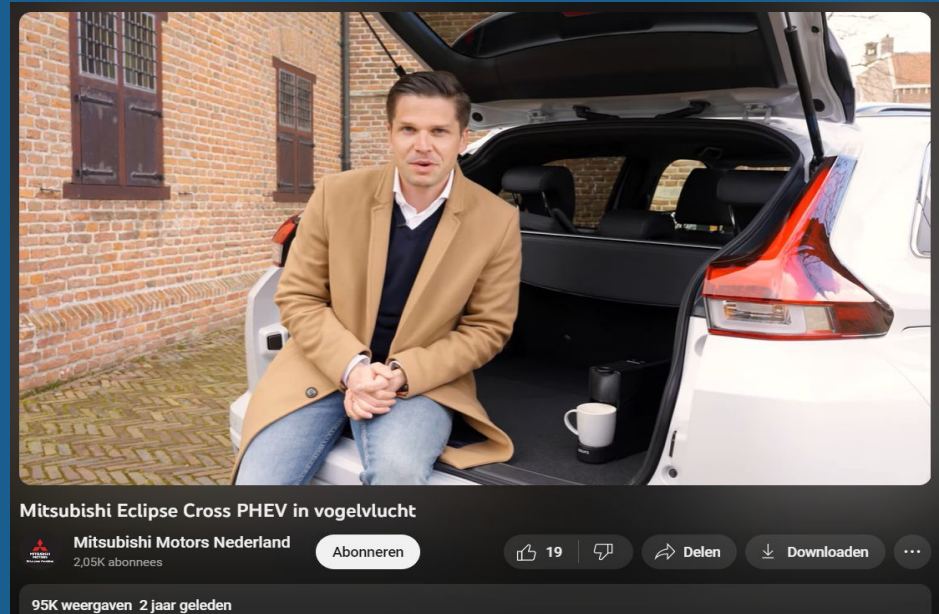 Mitsubishi Eclipse Cross PHEV in vogelvlucht
Mitsubishi Motors Nederland
2,05K abonnees
Abonneren
19
Delen
Downloaden
95K weergaven 2 jaar geleden